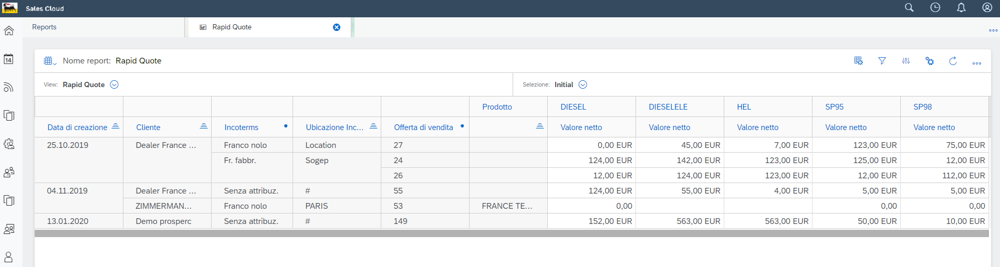 Sales Cloud
Reports Rapid Quote
14
Nome report: Rapid Quote
View: Rapid Quote Selezione: Initial
Prodotto DIESEL DIESELELE HEL SP95 SP98
Data di creazione Cliente Incoterms Ubicazione Inc... Offerta di vendita Valore netto Valore netto Valore netto Valore netto Valore netto
25.10.2019 Dealer France ... Franco nolo Location 27 0,00 EUR 45,00 EUR 7,00 EUR 123,00 EUR 75,00 EUR
Fr. fabbr. Sogep 24 124,00 EUR 142,00 EUR 123,00 EUR 125,00 EUR 12,00 EUR
26 12,00 EUR 124,00 EUR 123,00 EUR 12,00 EUR 112,00 EUR
04.11.2019 Dealer France ... Senza attribuz. # 55 124,00 EUR 55,00 EUR 4,00 EUR 5,00 EUR 5,00 EUR
ZIMMERMAN... Franco nolo PARIS 53 FRANCE TE... 0,00 0,00 0,00
13.01.2020 Demo prosperc Senza attribuz. # 149 152,00 EUR 563,00 EUR 563,00 EUR 50,00 EUR 10,00 EUR